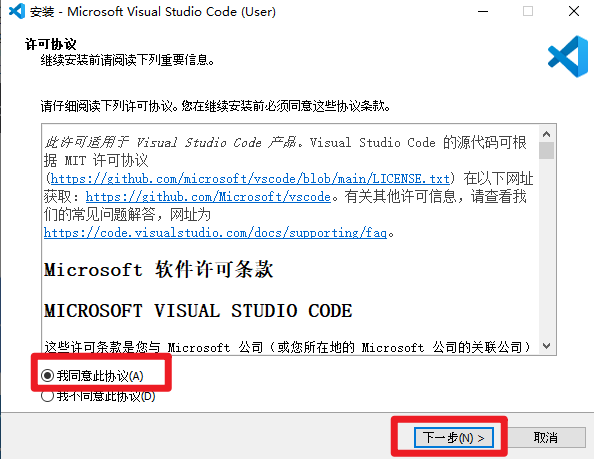 安装 - Microsoft Visual Studio Code (User)
许可协议
继续安装前请阅读下列重要信息。
请仔细阅读下列许可协议。您在继续安装前必须同意这些协议条款。
此许可适用于 Visual Studio Code 产品。Visual Studio Code 的源代码可根
据 MIT 许可协议
(https://github.com/microsoft/vscode/blob/main/LICENSE.txt) 在以下网址
获取：https://github.com/Microsoft/vscode。有关其他许可信息，请查看我
们的常见问题解答，网址为
https://code.visualstudio.com/docs/supporting/faq。
Microsoft 软件许可条款
MICROSOFT VISUAL STUDIO CODE
这些许可条款是您与 Microsoft 公司（或您所在地的 Microsoft 公司的关联公司）
我同意此协议(A)
我不同意此协议(D)
下一步(N) >
取消